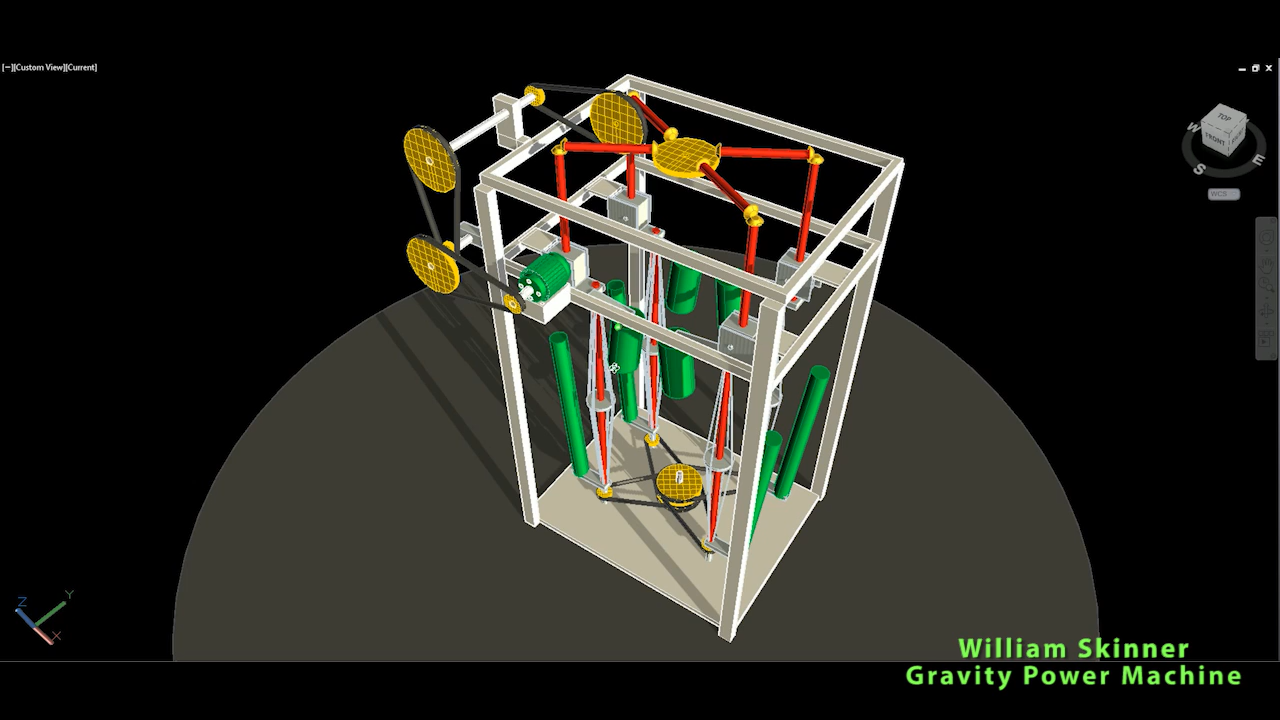 [−][Custom View][Current]
TOP
FRONT
W
S
E
WCS
Z
Y
X
William Skinner
Gravity Power Machine